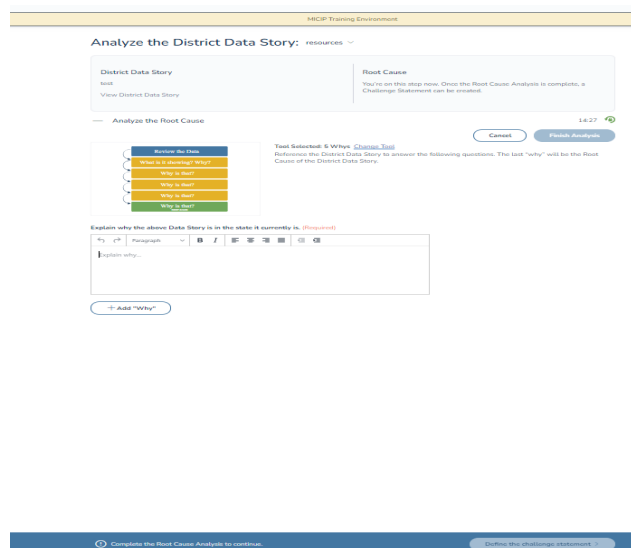 MICIP Training Environment
Analyze the District Data Story: resources
District Data Story
test
View District Data Story
Root Cause
You're on this step now. Once the Root Cause Analysis is complete, a
Challenge Statement can be created.
Analyze the Root Cause
14:27
Cancel
Finish Analysis
Review the Data
What is it showing? Why?
Why is that?
Why is that?
Why is that?
Why is that?
Tool Selected: 5 Whys Change Tool
Reference the District Data Story to answer the following questions. The last "why" will be the Root
Cause of the District Data Story.
Explain why the above Data Story is in the state it currently is. (Required)
Paragraph
B I
Explain why...
+ Add "Why"
Complete the Root Cause Analysis to continue.
Define the challenge statement